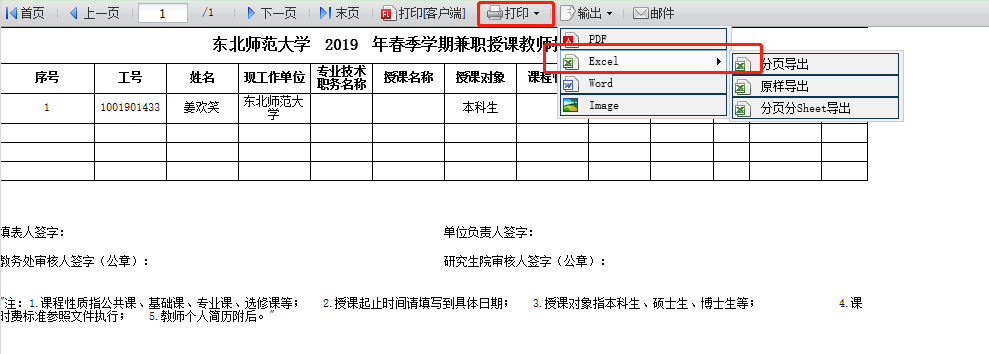 首页 上一页 1 /1 下一页 末页 打印[客户端] 打印 输出 邮件
东北师范大学 2019 年春季学期兼职授课教师
PDF
Excel
Word
Image
分页导出
原样导出
分页分Sheet导出
序号 工号 姓名 现工作单位 专业技术职务名称 授课名称 授课对象 课程
1 1001901433 姜欢笑 东北师范大学 本科生
填表人签字： 单位负责人签字：
教务处审核人签字（公章）： 研究生院审核人签字（公章）：
"注：1.课程性质指公共课、基础课、专业课、选修课等； 2.授课起止时间请填写到具体日期； 3.授课对象指本科生、硕士生、博士生等； 4.课
时费标准参照文件执行； 5.教师个人简历附后。"